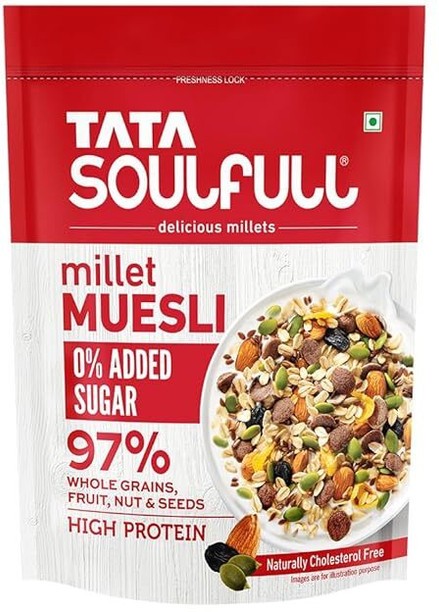 FRESHNESS LOCK
TATA
SOULFULL®
delicious millets
millet
MUESLI
0% ADDED
SUGAR
97%
WHOLE GRAINS,
FRUIT, NUT & SEEDS
HIGH PROTEIN
Naturally Cholesterol Free
Images are for illustration purpose